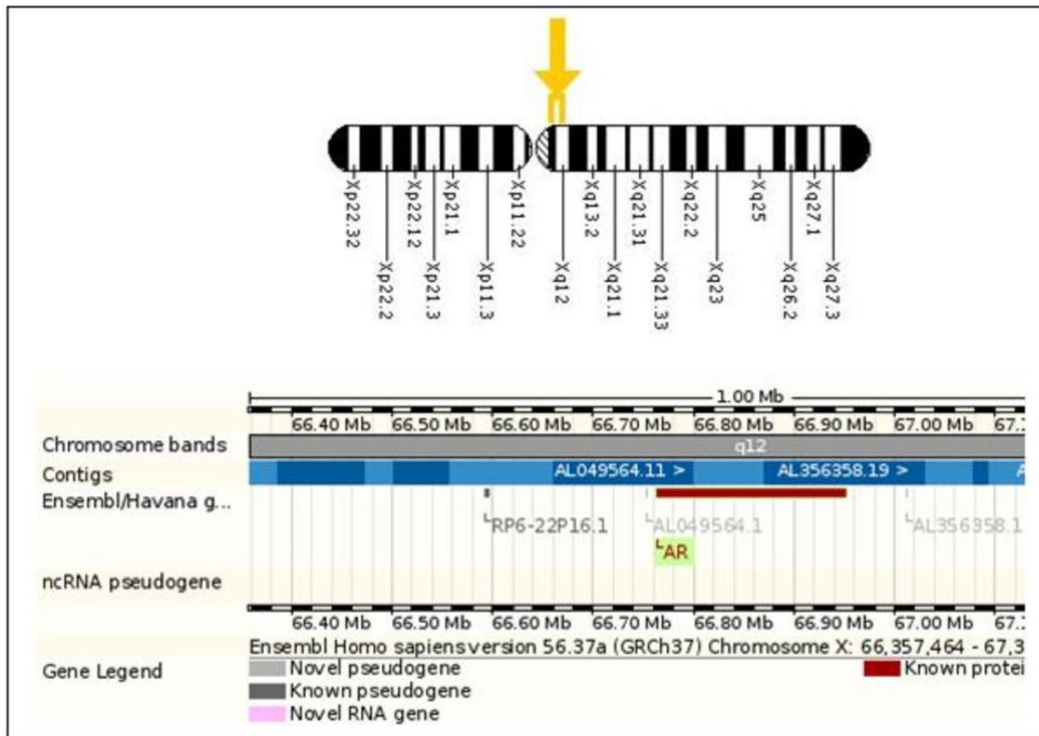 Xp22.32
Xp22.2
Xp22.12
Xp21.3
Xp21.1
Xp11.3
Xp11.22
Xq12
Xq13.2
Xq21.1
Xq21.31
Xq21.33
Xq22.2
Xq23
Xq25
Xq26.2
Xq27.1
Xq27.3
1.00 Mb
66.40 Mb 66.50 Mb 66.60 Mb 66.70 Mb 66.80 Mb 66.90 Mb 67.00 Mb 67.1
Chromosome bands q12
Contigs AL049564.11 > AL356358.19 > A
Ensembl/Havana g...
RP6-22P16.1 AL049564.1 AL356358.1
AR
ncRNA pseudogene
66.40 Mb 66.50 Mb 66.60 Mb 66.70 Mb 66.80 Mb 66.90 Mb 67.00 Mb 67.1
Ensembl Homo sapiens version 56.37a (GRCh37) Chromosome X: 66,357,464 - 67,3
Gene Legend Novel pseudogene Known protei
Known pseudogene
Novel RNA gene